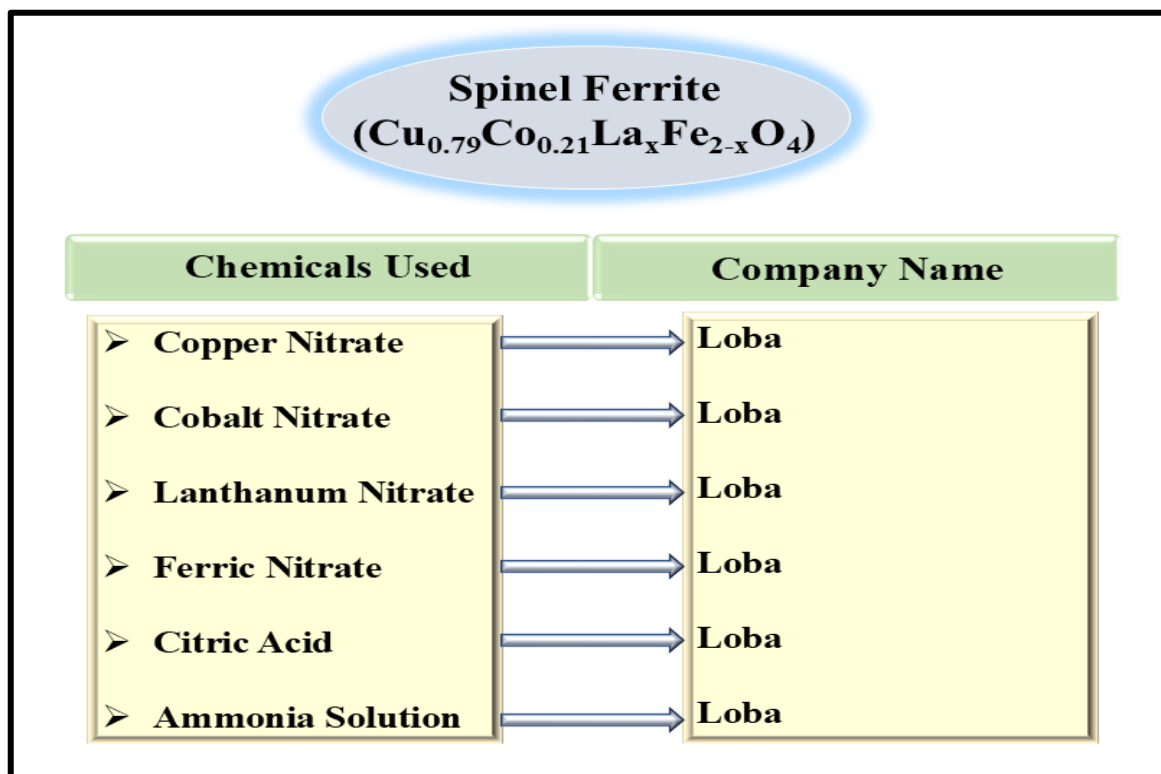 Spinel Ferrite
(Cu₀.₇₉Co₀.₂₁LaₓFe₂₋ₓO₄)
Chemicals Used
Company Name
➢ Copper Nitrate
Loba
➢ Cobalt Nitrate
Loba
➢ Lanthanum Nitrate
Loba
➢ Ferric Nitrate
Loba
➢ Citric Acid
Loba
➢ Ammonia Solution
Loba